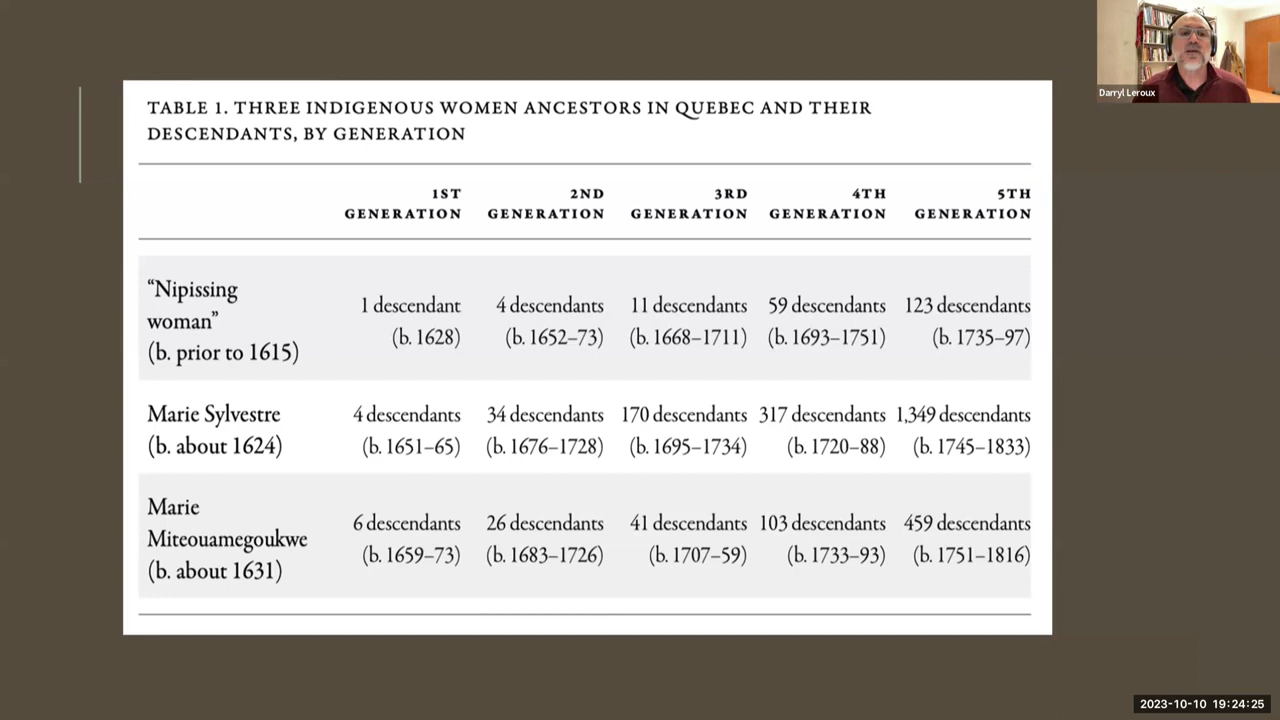 TABLE 1. THREE INDIGENOUS WOMEN ANCESTORS IN QUEBEC AND THEIR
DESCENDANTS, BY GENERATION
1ST GENERATION
2ND GENERATION
3RD GENERATION
4TH GENERATION
5TH GENERATION
“Nipissing
woman”
(b. prior to 1615)
1 descendant
(b. 1628)
4 descendants
(b. 1652–73)
11 descendants
(b. 1668–1711)
59 descendants
(b. 1693–1751)
123 descendants
(b. 1735–97)
Marie Sylvestre
(b. about 1624)
4 descendants
(b. 1651–65)
34 descendants
(b. 1676–1728)
170 descendants
(b. 1695–1734)
317 descendants
(b. 1720–88)
1,349 descendants
(b. 1745–1833)
Marie
Miteouamegoukwe
(b. about 1631)
6 descendants
(b. 1659–73)
26 descendants
(b. 1683–1726)
41 descendants
(b. 1707–59)
103 descendants
(b. 1733–93)
459 descendants
(b. 1751–1816)
Darryl Leroux
2023-10-10 19:24:25